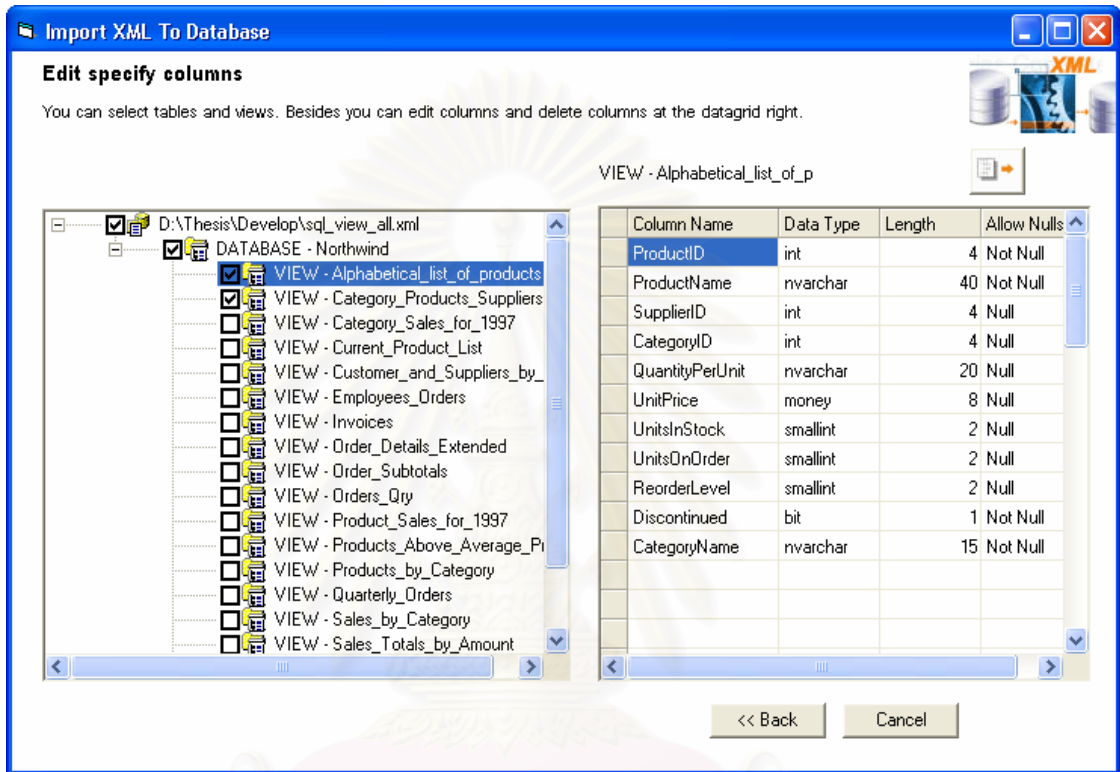 Import XML To Database
Edit specify columns
XML
You can select tables and views. Besides you can edit columns and delete columns at the datagrid right.
VIEW - Alphabetical_list_of_p
D:\Thesis\Develop\sql_view_all.xml
DATABASE - Northwind
VIEW - Alphabetical_list_of_products
VIEW - Category_Products_Suppliers
VIEW - Category_Sales_for_1997
VIEW - Current_Product_List
VIEW - Customer_and_Suppliers_by_
VIEW - Employees_Orders
VIEW - Invoices
VIEW - Order_Details_Extended
VIEW - Order_Subtotals
VIEW - Orders_Qry
VIEW - Product_Sales_for_1997
VIEW - Products_Above_Average_Pr
VIEW - Products_by_Category
VIEW - Quarterly_Orders
VIEW - Sales_by_Category
VIEW - Sales_Totals_by_Amount
Column Name Data Type Length Allow Nulls
ProductID int 4 Not Null
ProductName nvarchar 40 Not Null
SupplierID int 4 Null
CategoryID int 4 Null
QuantityPerUnit nvarchar 20 Null
UnitPrice money 8 Null
UnitsInStock smallint 2 Null
UnitsOnOrder smallint 2 Null
ReorderLevel smallint 2 Null
Discontinued bit 1 Not Null
CategoryName nvarchar 15 Not Null
<< Back Cancel